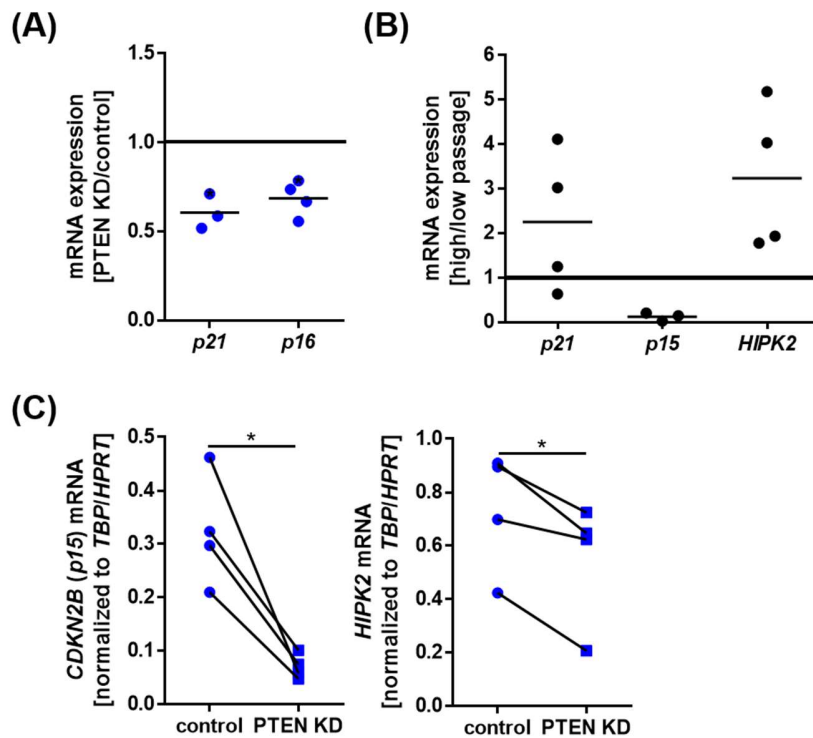 (A)
mRNA expression
[PTEN KD/control]
1.5
1.0
0.5
0.0
p21 p16
(B)
mRNA expression
[high/low passage]
6
5
4
3
2
1
0
p21 p15 HIPK2
(C)
CDKN2B (p15) mRNA
[normalized to TBP/HPRT]
0.5
0.4
0.3
0.2
0.1
0.0
*
control PTEN KD
HIPK2 mRNA
[normalized to TBP/HPRT]
1.0
0.8
0.6
0.4
0.2
0.0
*
control PTEN KD